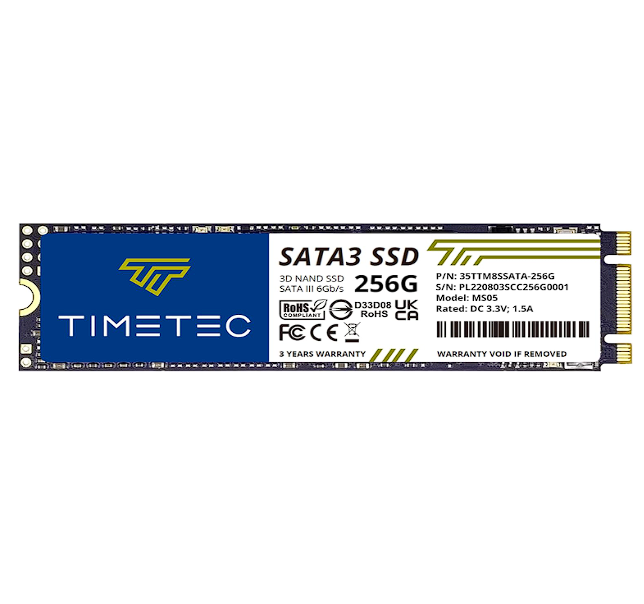 TIMETEC
SATA3 SSD
3D NAND SSD
SATA III 6Gb/s
256G
RoHS
COMPLIANT
D33D08
RoHS
UK
CA
FC CE
3 YEARS WARRANTY
P/N: 35TTM8SSATA-256G
S/N: PL220803SCC256G0001
Model: MS05
Rated: DC 3.3V; 1.5A
WARRANTY VOID IF REMOVED